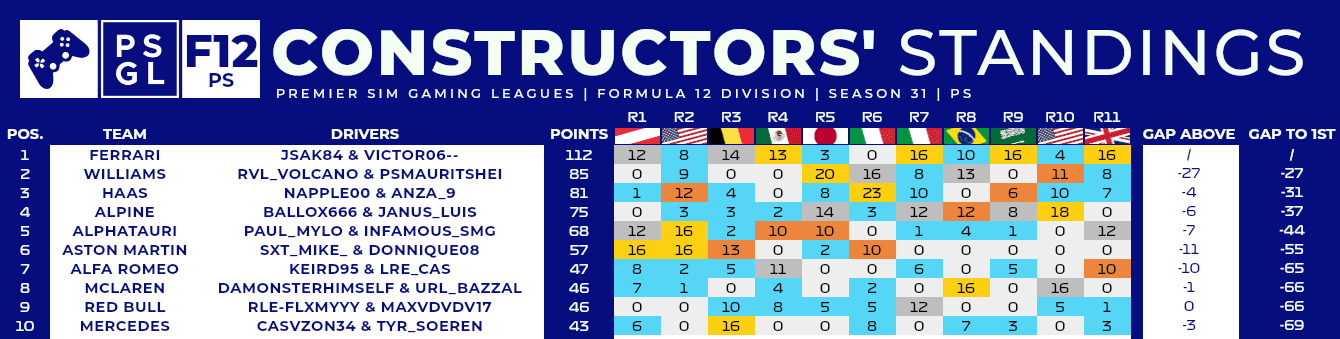 PS GL F12 PS CONSTRUCTORS' STANDINGS
PREMIER SIM GAMING LEAGUES | FORMULA 12 DIVISION | SEASON 31 | PS
R1 R2 R3 R4 R5 R6 R7 R8 R9 R10 R11
POS. TEAM DRIVERS POINTS GAP ABOVE GAP TO 1ST
1 FERRARI JSAK84 & VICTOR06-- 112 12 8 14 13 3 0 16 10 16 4 16 / /
2 WILLIAMS RVL_VOLCANO & PSMAURITSHEI 85 0 9 0 0 20 16 8 13 0 11 8 -27 -27
3 HAAS NAPPLE00 & ANZA_9 81 1 12 4 0 8 23 10 0 6 10 7 -4 -31
4 ALPINE BALLOX666 & JANUS_LUIS 75 0 3 3 2 14 3 12 12 8 18 0 -6 -37
5 ALPHATAURI PAUL_MYLO & INFAMOUS_SMG 68 12 16 2 10 10 0 1 4 1 0 12 -7 -44
6 ASTON MARTIN SXT_MIKE_ & DONNIQUE08 57 16 16 13 0 2 10 0 0 0 0 0 -11 -55
7 ALFA ROMEO KEIRD95 & LRE_CAS 47 8 2 5 11 0 0 6 0 5 0 10 -10 -65
8 MCLAREN DAMONSTERHIMSELF & URL_BAZZAL 46 7 1 0 4 0 2 0 16 0 16 0 -1 -66
9 RED BULL RLE-FLXMYYY & MAXVDVDV17 46 0 0 10 8 5 5 12 0 0 5 1 0 -66
10 MERCEDES CASVZON34 & TYR_SOEREN 43 6 0 16 0 0 8 0 7 3 0 3 -3 -69